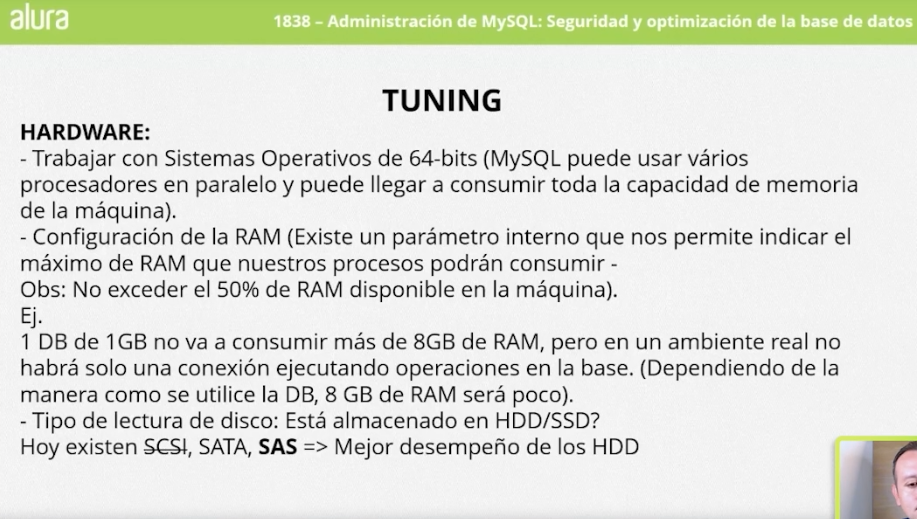 alura
1838 – Administración de MySQL: Seguridad y optimización de la base de datos
TUNING
HARDWARE:
- Trabajar con Sistemas Operativos de 64-bits (MySQL puede usar vários
procesadores en paralelo y puede llegar a consumir toda la capacidad de memoria
de la máquina).
- Configuración de la RAM (Existe un parámetro interno que nos permite indicar el
máximo de RAM que nuestros procesos podrán consumir -
Obs: No exceder el 50% de RAM disponible en la máquina).
Ej.
1 DB de 1GB no va a consumir más de 8GB de RAM, pero en un ambiente real no
habrá solo una conexión ejecutando operaciones en la base. (Dependiendo de la
manera como se utilice la DB, 8 GB de RAM será poco).
- Tipo de lectura de disco: Está almacenado en HDD/SSD?
Hoy existen SCSI, SATA, SAS => Mejor desempeño de los HDD